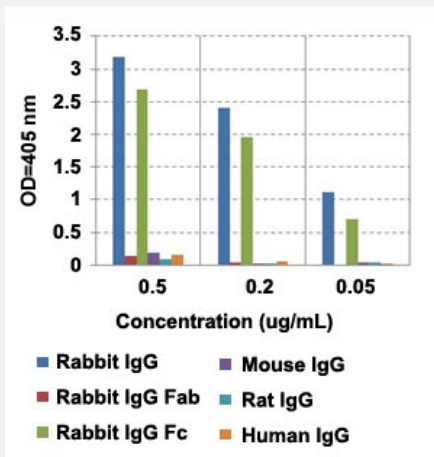 3.5
3
2.5
2
1.5
1
0.5
0
OD=405 nm
0.5 0.2 0.05
Concentration (ug/mL)
Rabbit IgG Mouse IgG
Rabbit IgG Fab Rat IgG
Rabbit IgG Fc Human IgG